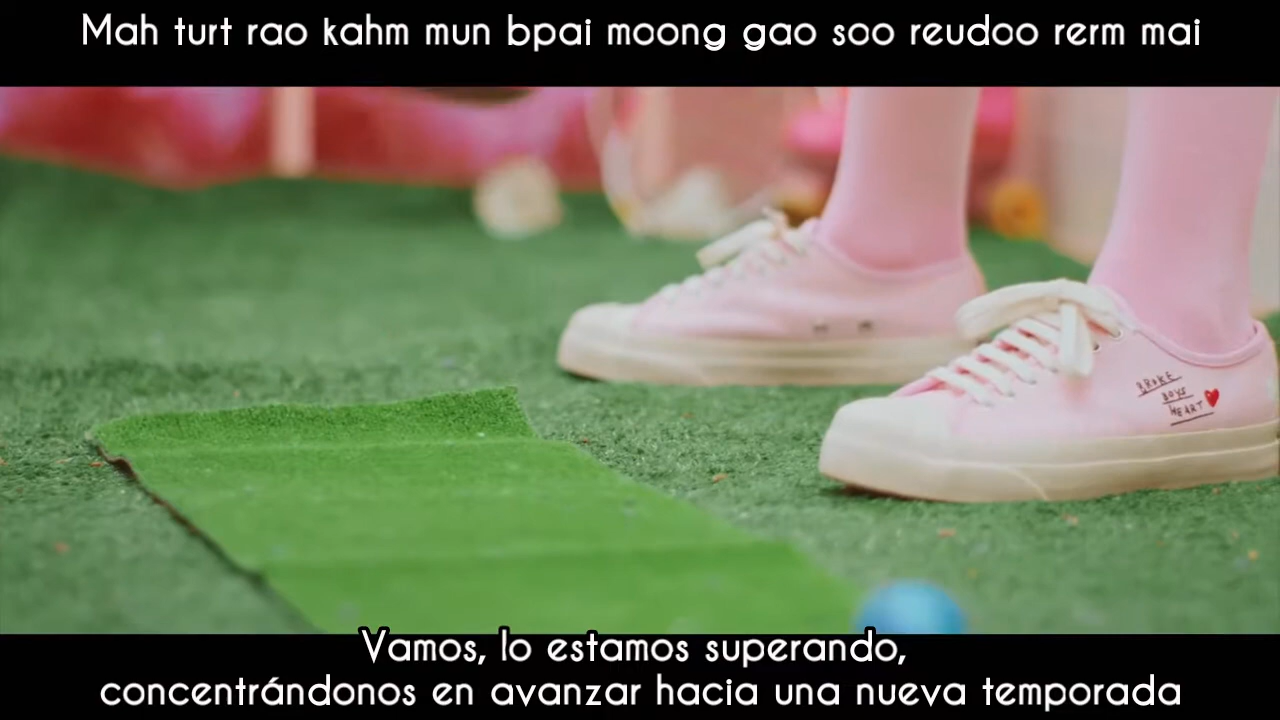 Mah turt rao kahm mun bpai moong gao soo reudoo rerm mai
BROKE
BOYS
HEART
Vamos, lo estamos superando,
concentrándonos en avanzar hacia una nueva temporada